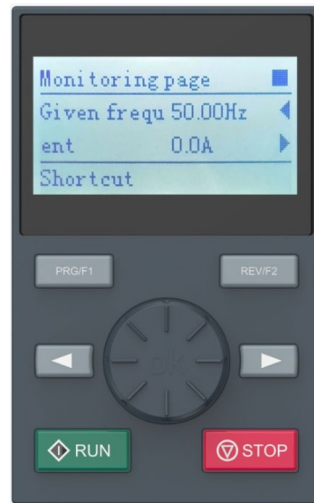 Monitoring page
Given frequ 50.00Hz
ent 0.0A
Shortcut
PRG/F1 REV/F2
ok
RUN STOP